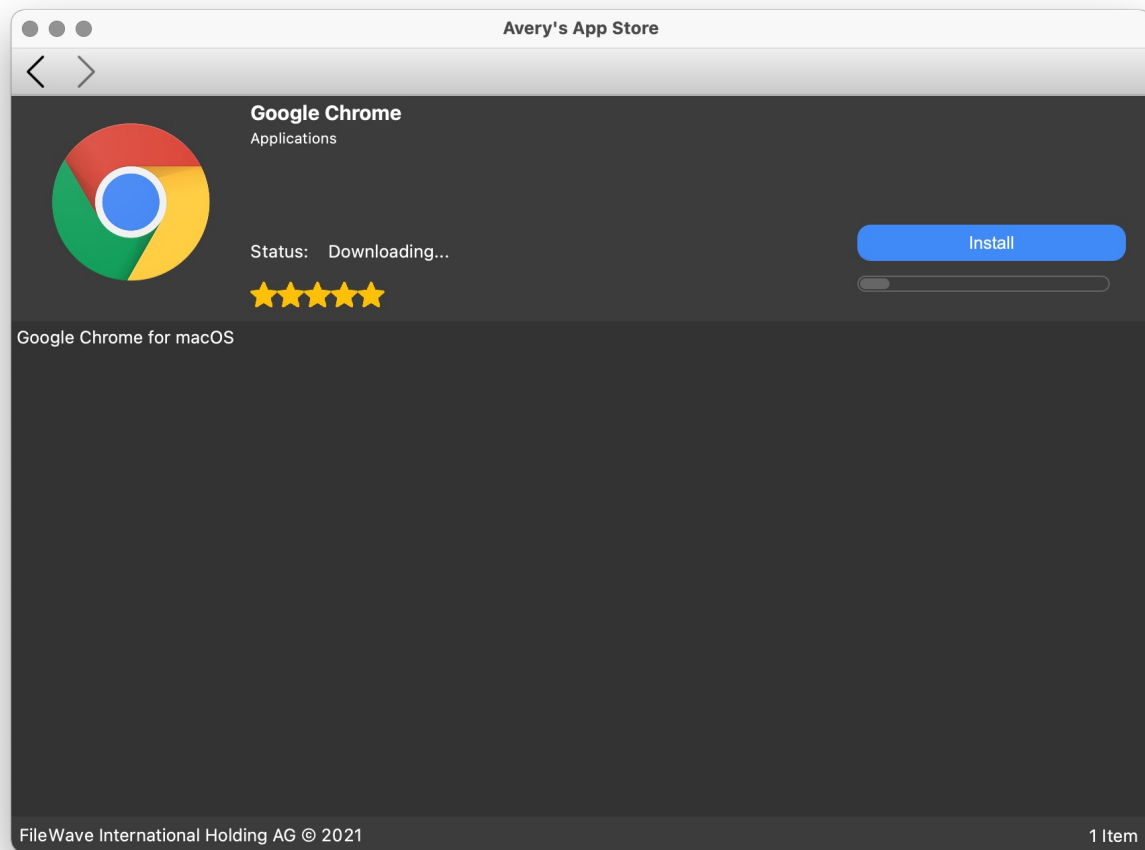 Avery's App Store
Google Chrome
Applications
Status: Downloading...
Install
Google Chrome for macOS
FileWave International Holding AG © 2021
1 Item